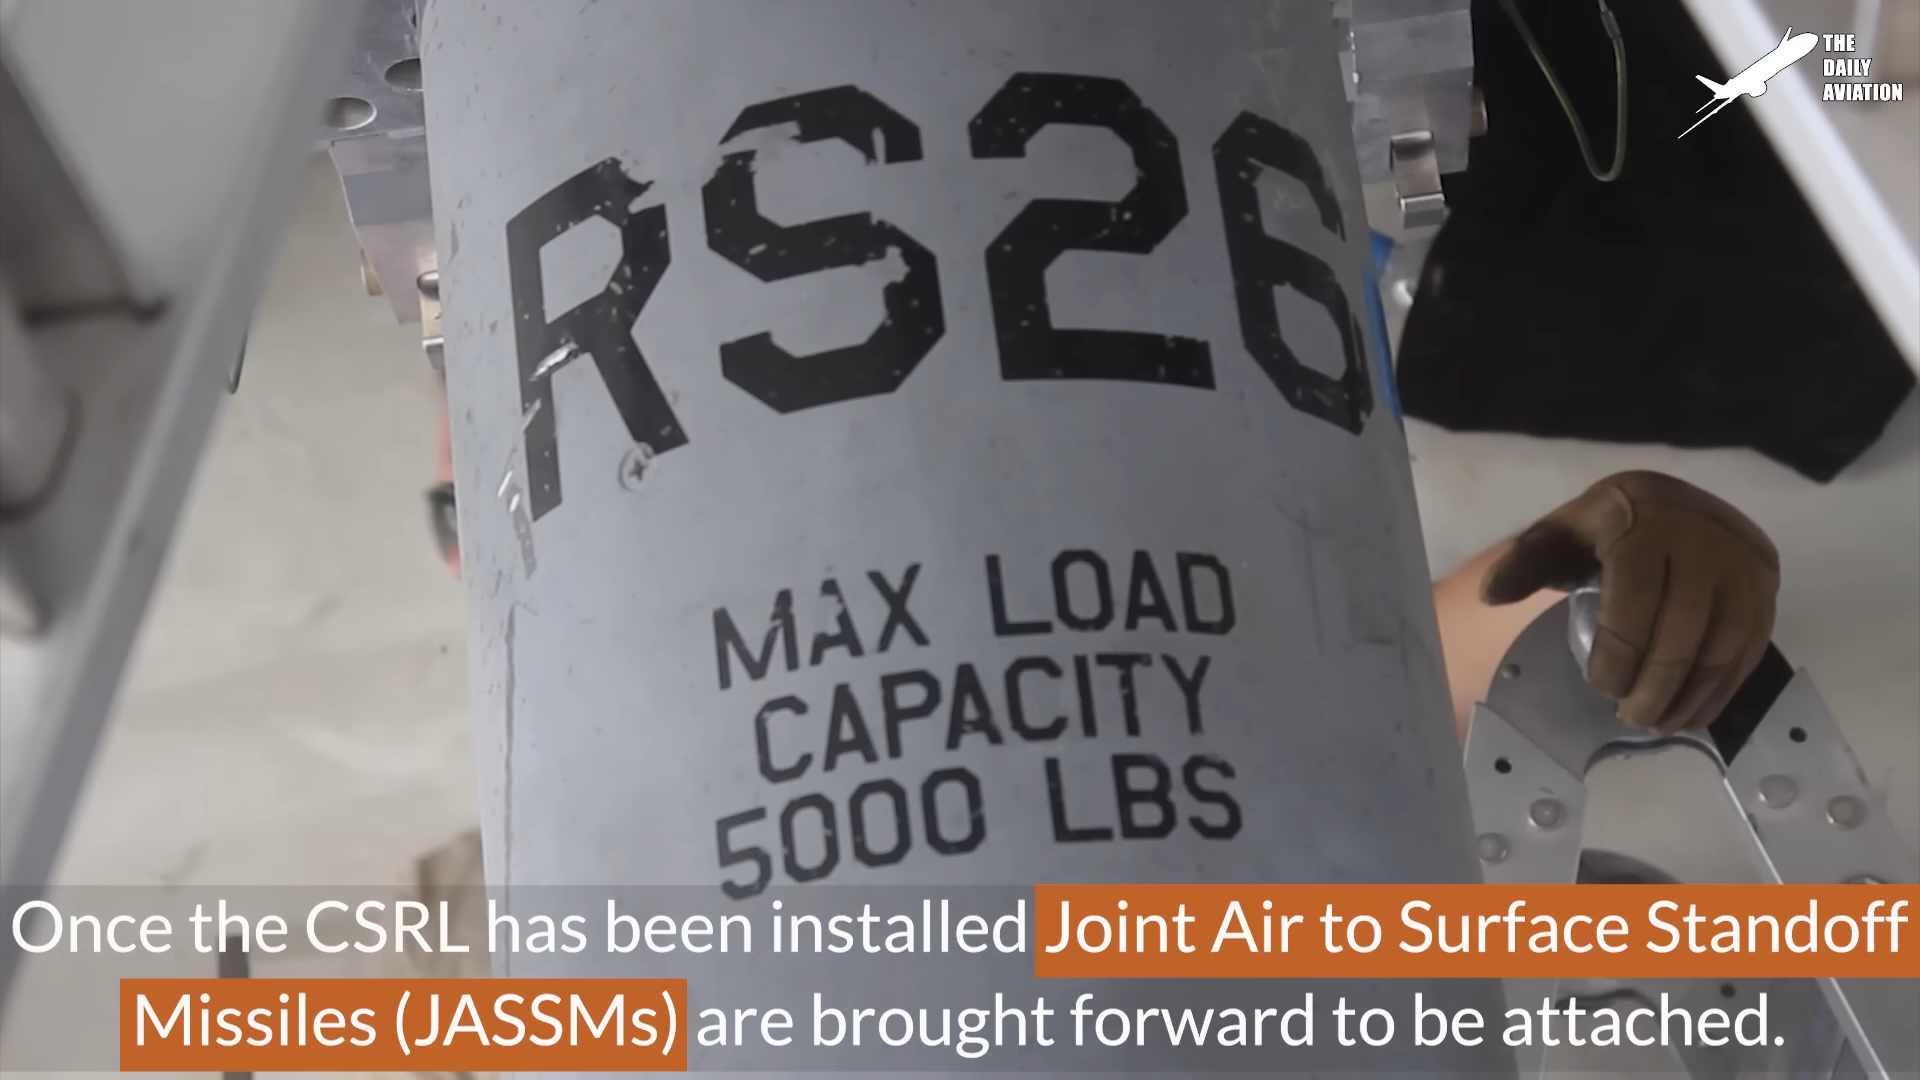 THE
DAILY
AVIATION
RS26
MAX LOAD
CAPACITY
5000 LBS
Once the CSRL has been installed Joint Air to Surface Standoff
Missiles (JASSMs) are brought forward to be attached.